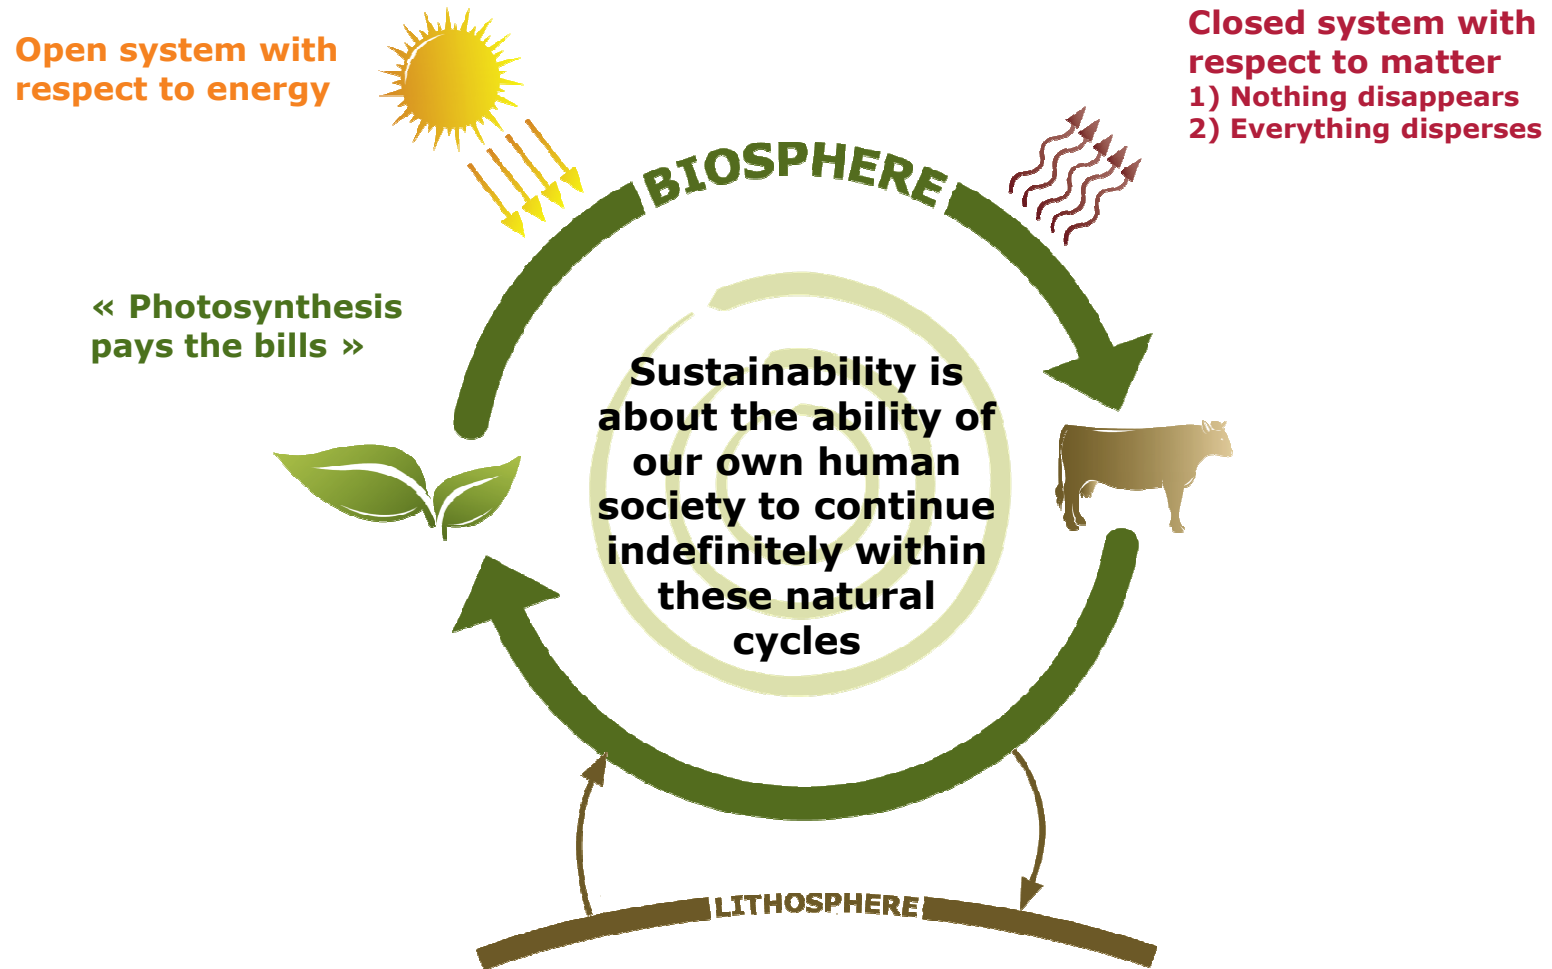 Open system with
respect to energy
Closed system with
respect to matter
1) Nothing disappears
2) Everything disperses
BIOSPHERE
« Photosynthesis
pays the bills »
Sustainability is
about the ability of
our own human
society to continue
indefinitely within
these natural
cycles
LITHOSPHERE